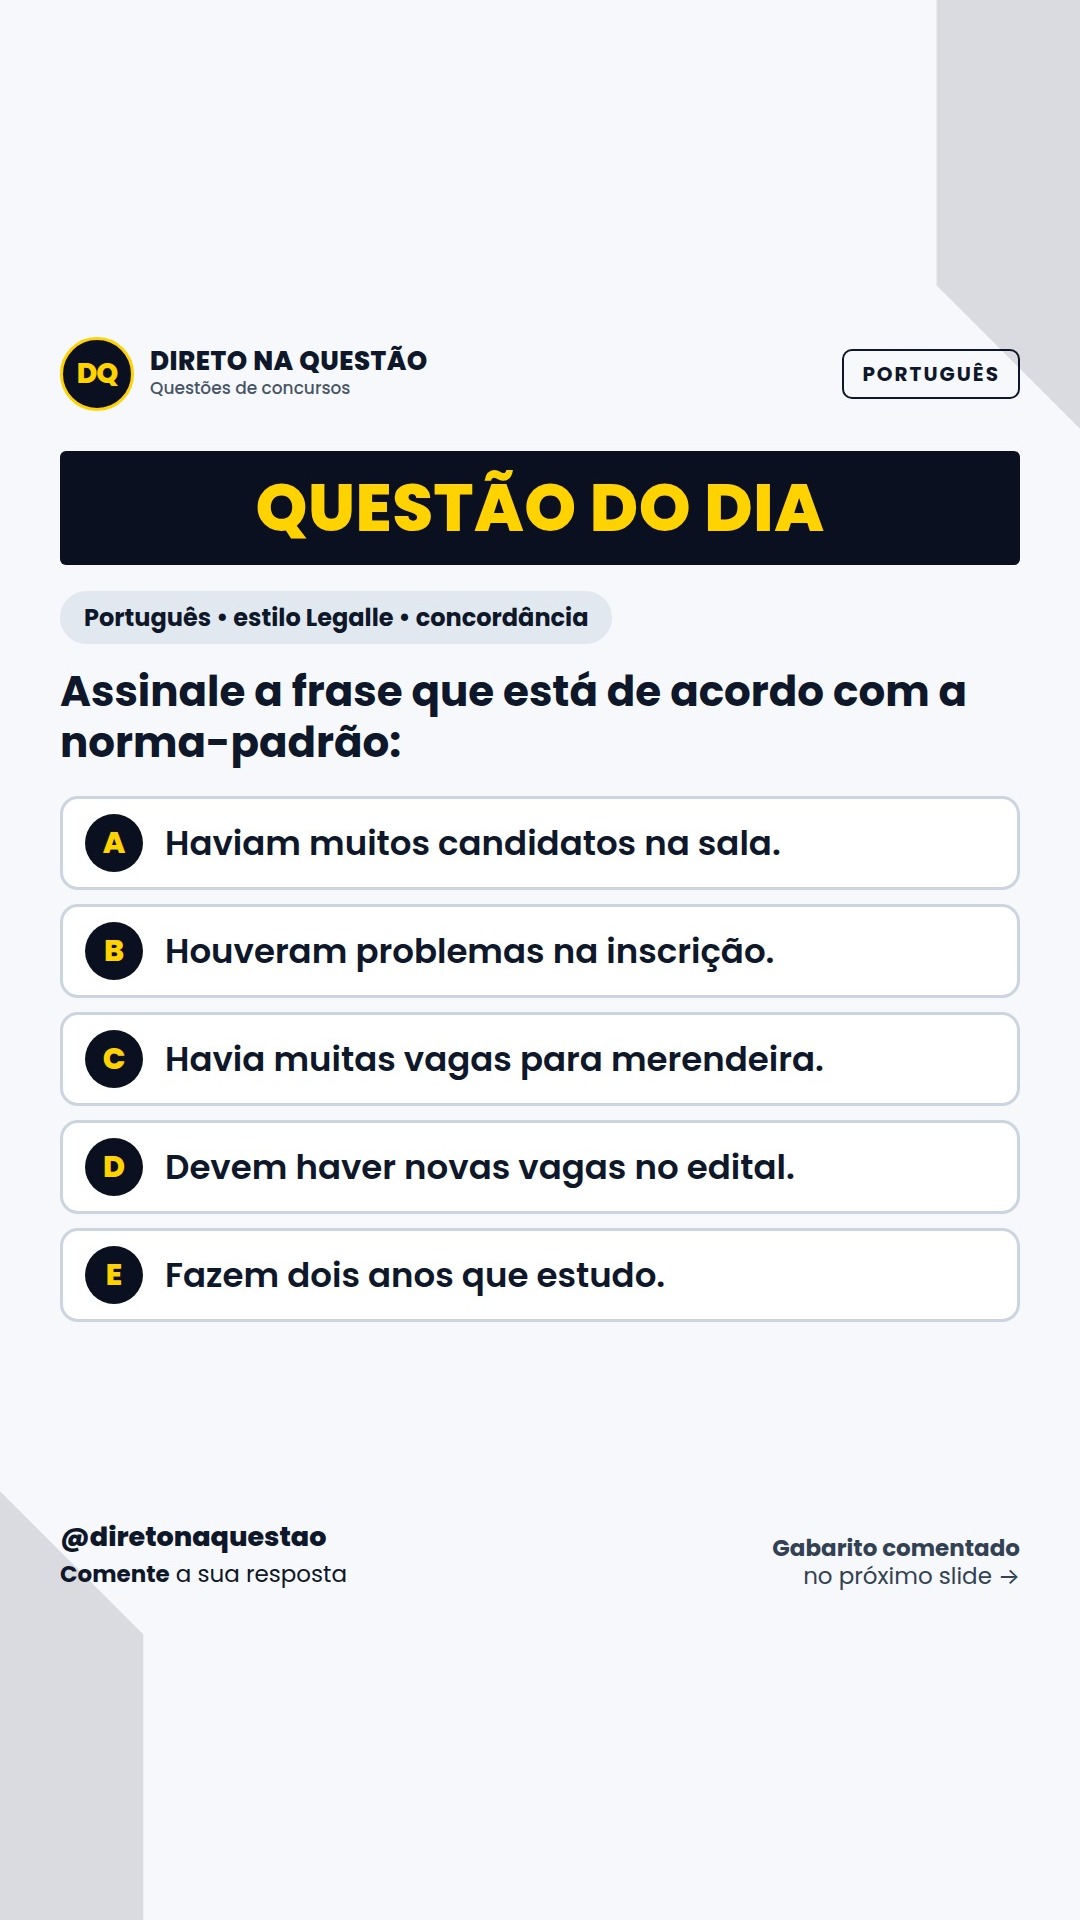 DQ
DIRETO NA QUESTÃO
Questões de concursos
PORTUGUÊS
QUESTÃO DO DIA
Português • estilo Legalle • concordância
Assinale a frase que está de acordo com a
norma-padrão:
A Haviam muitos candidatos na sala.
B Houveram problemas na inscrição.
C Havia muitas vagas para merendeira.
D Devem haver novas vagas no edital.
E Fazem dois anos que estudo.
@diretonaquestao
Comente a sua resposta
Gabarito comentado
no próximo slide →